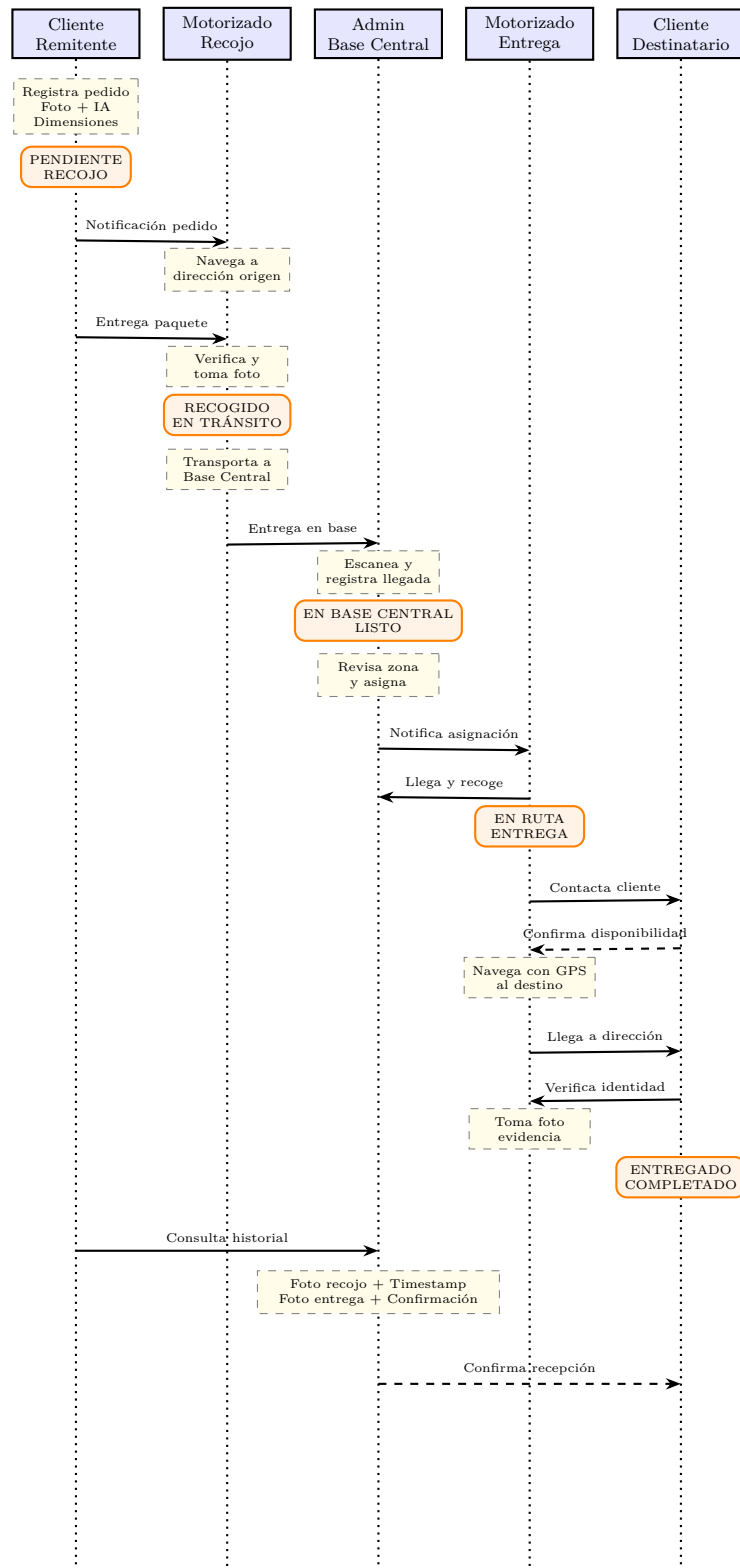 Cliente
Remitente
Motorizado
Recojo
Admin
Base Central
Motorizado
Entrega
Cliente
Destinatario
Registra pedido
Foto + IA
Dimensiones
PENDIENTE
RECOJO
Notificación pedido
Navega a
dirección origen
Entrega paquete
Verifica y
toma foto
RECOGIDO
EN TRÁNSITO
Transporta a
Base Central
Entrega en base
Escanea y
registra llegada
EN BASE CENTRAL
LISTO
Revisa zona
y asigna
Notifica asignación
Llega y recoge
EN RUTA
ENTREGA
Contacta cliente
Confirma disponibilidad
Navega con GPS
al destino
Llega a dirección
Verifica identidad
Toma foto
evidencia
ENTREGADO
COMPLETADO
Consulta historial
Foto recojo + Timestamp
Foto entrega + Confirmación
Confirma recepción